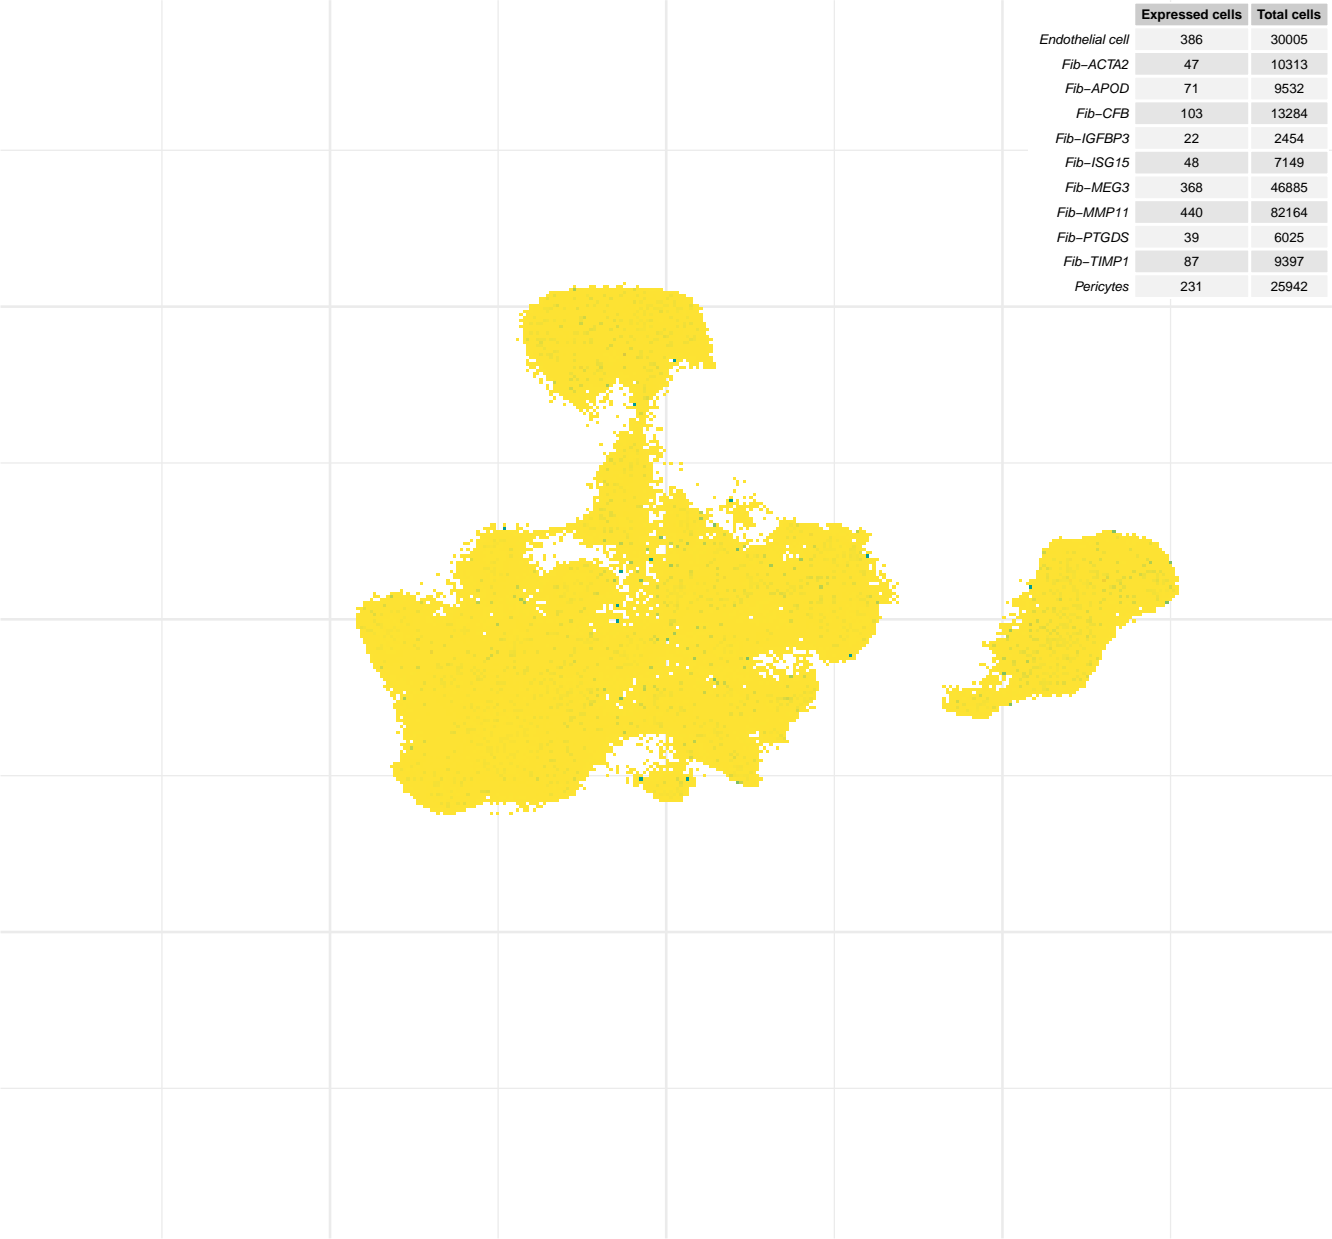 Expressed cells Total cells
Endothelial cell 386 30005
Fib−ACTA2 47 10313
Fib−APOD 71 9532
Fib−CFB 103 13284
Fib−IGFBP3 22 2454
Fib−ISG15 48 7149
Fib−MEG3 368 46885
Fib−MMP11 440 82164
Fib−PTGDS 39 6025
Fib−TIMP1 87 9397
Pericytes 231 25942